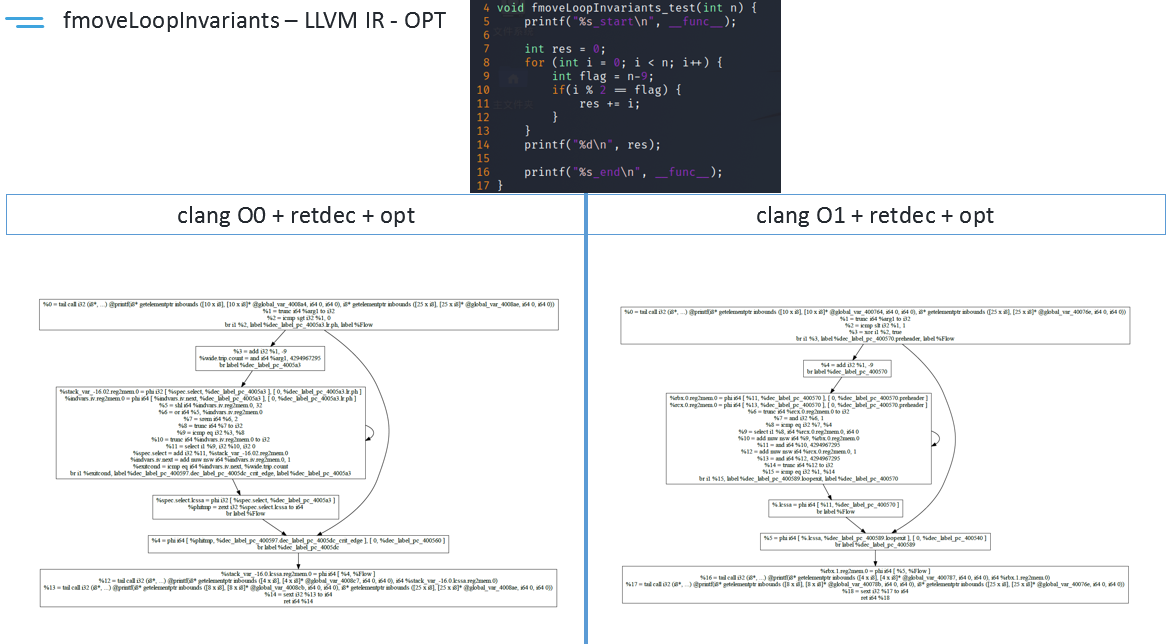 fmoveLoopInvariants – LLVM IR - OPT
4 void fmoveLoopInvariants_test(int n) {
5 printf("%s_start\n", __func__);
6
7 int res = 0;
8 for (int i = 0; i < n; i++) {
9 int flag = n-9;
10 if(i % 2 == flag) {
11 res += i;
12 }
13 }
14 printf("%d\n", res);
15
16 printf("%s_end\n", __func__);
17 }
clang O0 + retdec + opt
%0 = tail call i32 (i8*, ...) @printf(i8* getelementptr inbounds ([10 x i8], [10 x i8]* @global_var_4008a4, i64 0, i64 0), i8* getelementptr inbounds ([25 x i8], [25 x i8]* @global_var_4008ae, i64 0, i64 0))
%1 = trunc i64 %arg1 to i32
%2 = icmp sgt i32 %1, 0
br i1 %2, label %dec_label_pc_4005a3.lr.ph, label %Flow
%3 = add i32 %1, -9
%wide.trip.count = and i64 %arg1, 4294967295
br label %dec_label_pc_4005a3
%stack_var_-16.02.reg2mem.0 = phi i32 [ %spec.select, %dec_label_pc_4005a3 ], [ 0, %dec_label_pc_4005a3.lr.ph ]
%indvars.iv.reg2mem.0 = phi i64 [ %indvars.iv.next, %dec_label_pc_4005a3 ], [ 0, %dec_label_pc_4005a3.lr.ph ]
%5 = shl i64 %indvars.iv.reg2mem.0, 32
%6 = or i64 %5, %indvars.iv.reg2mem.0
%7 = srem i64 %6, 2
%8 = trunc i64 %7 to i32
%9 = icmp eq i32 %3, %8
%10 = trunc i64 %indvars.iv.reg2mem.0 to i32
%11 = select i1 %9, i32 %10, i32 0
%spec.select = add i32 %11, %stack_var_-16.02.reg2mem.0
%indvars.iv.next = add nuw nsw i64 %indvars.iv.reg2mem.0, 1
%exitcond = icmp eq i64 %indvars.iv.next, %wide.trip.count
br i1 %exitcond, label %dec_label_pc_400597.dec_label_pc_4005dc_crit_edge, label %dec_label_pc_4005a3
%spec.select.lcssa = phi i32 [ %spec.select, %dec_label_pc_4005a3 ]
%phitmp = zext i32 %spec.select.lcssa to i64
br label %Flow
%4 = phi i64 [ %phitmp, %dec_label_pc_400597.dec_label_pc_4005dc_crit_edge ], [ 0, %dec_label_pc_400560 ]
br label %dec_label_pc_4005dc
%stack_var_-16.0.lcssa.reg2mem.0 = phi i64 [ %4, %Flow ]
%12 = tail call i32 (i8*, ...) @printf(i8* getelementptr inbounds ([4 x i8], [4 x i8]* @global_var_4008c7, i64 0, i64 0), i64 %stack_var_-16.0.lcssa.reg2mem.0)
%13 = tail call i32 (i8*, ...) @printf(i8* getelementptr inbounds ([8 x i8], [8 x i8]* @global_var_4008cb, i64 0, i64 0), i8* getelementptr inbounds ([25 x i8], [25 x i8]* @global_var_4008ae, i64 0, i64 0))
%14 = sext i32 %13 to i64
ret i64 %14
clang O1 + retdec + opt
%0 = tail call i32 (i8*, ...) @printf(i8* getelementptr inbounds ([10 x i8], [10 x i8]* @global_var_400764, i64 0, i64 0), i8* getelementptr inbounds ([25 x i8], [25 x i8]* @global_var_40076e, i64 0, i64 0))
%1 = trunc i64 %arg1 to i32
%2 = icmp slt i32 %1, 1
%3 = xor i1 %2, true
br i1 %3, label %dec_label_pc_400570.preheader, label %Flow
%4 = add i32 %1, -9
br label %dec_label_pc_400570
%rbx.0.reg2mem.0 = phi i64 [ %11, %dec_label_pc_400570 ], [ 0, %dec_label_pc_400570.preheader ]
%rcx.0.reg2mem.0 = phi i64 [ %13, %dec_label_pc_400570 ], [ 0, %dec_label_pc_400570.preheader ]
%6 = trunc i64 %rcx.0.reg2mem.0 to i32
%7 = and i32 %6, 1
%8 = icmp eq i32 %7, %4
%9 = select i1 %8, i64 %rcx.0.reg2mem.0, i64 0
%10 = add nuw nsw i64 %9, %rbx.0.reg2mem.0
%11 = and i64 %10, 4294967295
%12 = add nuw nsw i64 %rcx.0.reg2mem.0, 1
%13 = and i64 %12, 4294967295
%14 = trunc i64 %12 to i32
%15 = icmp eq i32 %1, %14
br i1 %15, label %dec_label_pc_400589.loopexit, label %dec_label_pc_400570
%.lcssa = phi i64 [ %11, %dec_label_pc_400570 ]
br label %Flow
%5 = phi i64 [ %.lcssa, %dec_label_pc_400589.loopexit ], [ 0, %dec_label_pc_400540 ]
br label %dec_label_pc_400589
%rbx.1.reg2mem.0 = phi i64 [ %5, %Flow ]
%16 = tail call i32 (i8*, ...) @printf(i8* getelementptr inbounds ([4 x i8], [4 x i8]* @global_var_400787, i64 0, i64 0), i64 %rbx.1.reg2mem.0)
%17 = tail call i32 (i8*, ...) @printf(i8* getelementptr inbounds ([8 x i8], [8 x i8]* @global_var_40078b, i64 0, i64 0), i8* getelementptr inbounds ([25 x i8], [25 x i8]* @global_var_40076e, i64 0, i64 0))
%18 = sext i32 %17 to i64
ret i64 %18